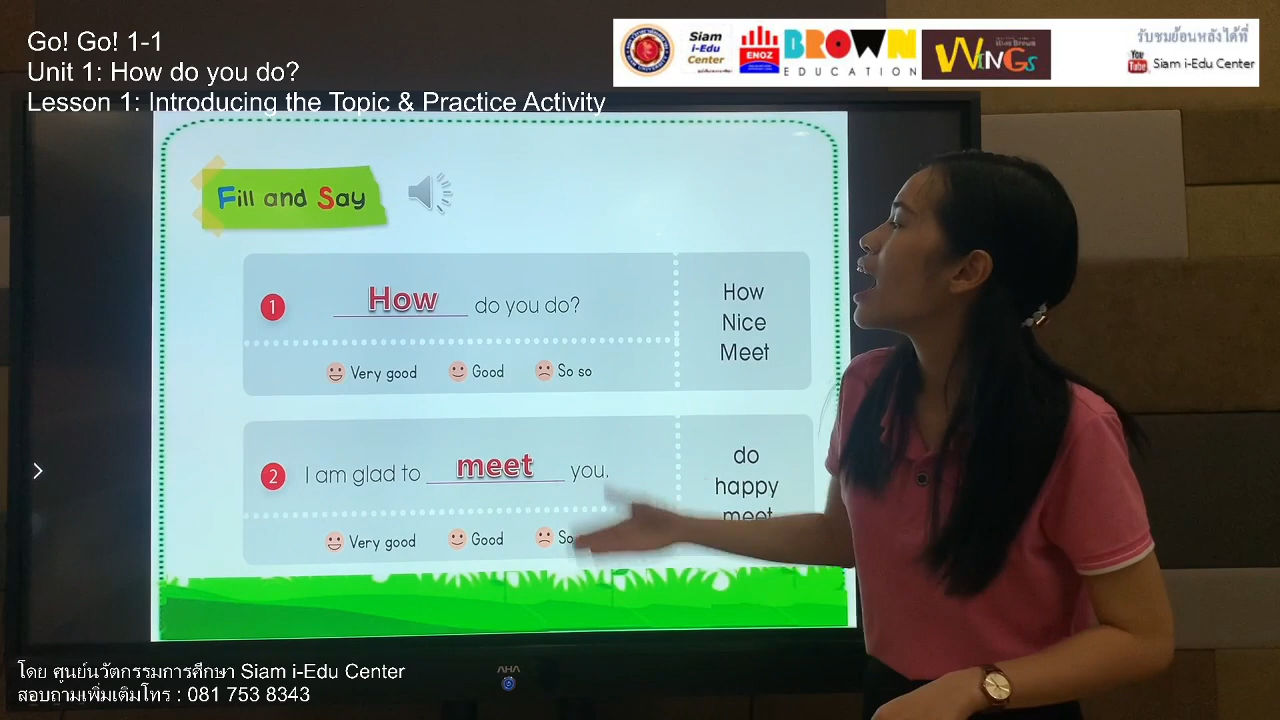 Go! Go! 1-1
Unit 1: How do you do?
Lesson 1: Introducing the Topic & Practice Activity
Siam
i-Edu
Center
ENOZ
BROWN
EDUCATION
WINGS
รับชมย้อนหลังได้ที่
You
Tube
Siam i-Edu Center
Fill and Say
1
How do you do?
Very good
Good
So so
How
Nice
Meet
2
I am glad to meet you.
Very good
Good
So
do
happy
meet
โดย ศูนย์นวัตกรรมการศึกษา Siam i-Edu Center
สอบถามเพิ่มเติมโทร : 081 753 8343
AHA